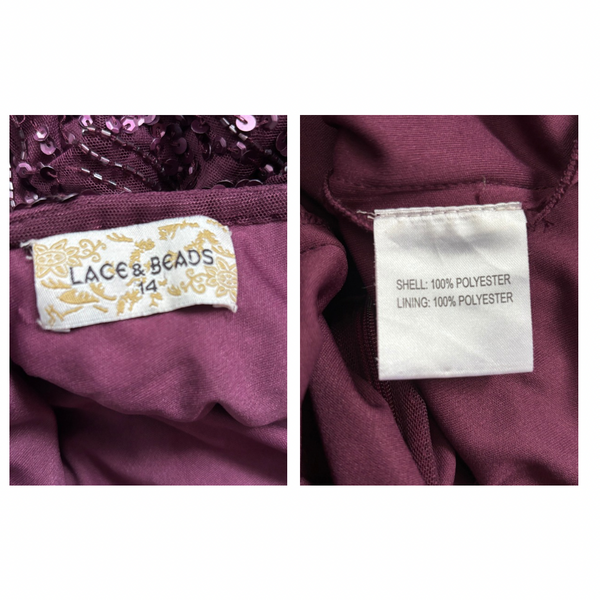 LACE & BEADS
14
SHELL: 100% POLYESTER
LINING: 100% POLYESTER